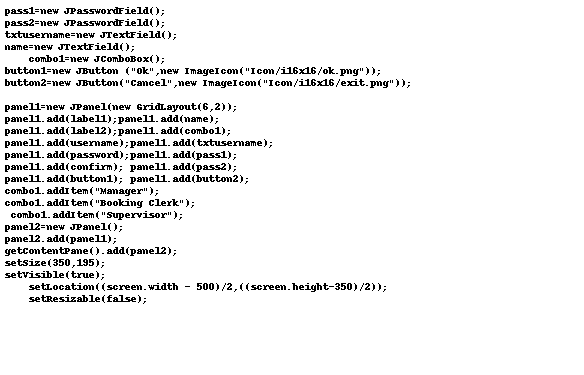 pass1=new JPasswordField();
pass2=new JPasswordField();
txtusername=new JTextField();
name=new JTextField();
combo1=new JComboBox();
button1=new JButton ("Ok",new ImageIcon("Icon/i16x16/ok.png"));
button2=new JButton("Cancel",new ImageIcon("Icon/i16x16/exit.png"));
panel1=new JPanel(new GridLayout(6,2));
panel1.add(label1);panel1.add(name);
panel1.add(label2);panel1.add(combo1);
panel1.add(username);panel1.add(txtusername);
panel1.add(password);panel1.add(pass1);
panel1.add(confirm); panel1.add(pass2);
panel1.add(button1); panel1.add(button2);
combo1.addItem("Manager");
combo1.addItem("Booking Clerk");
combo1.addItem("Supervisor");
panel2=new JPanel();
panel2.add(panel1);
getContentPane().add(panel2);
setSize(350,195);
setVisible(true);
setLocation((screen.width - 500)/2,((screen.height-350)/2));
setResizable(false);